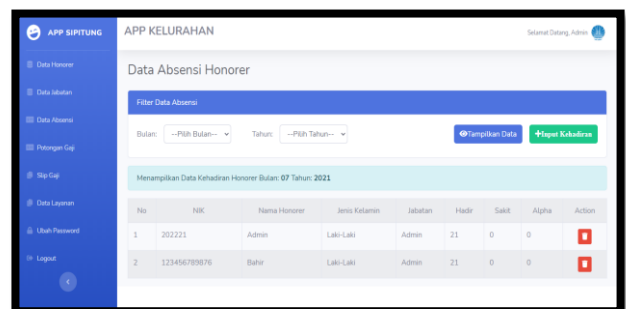 APP SIPITUNG
APP KELURAHAN
Selamat Datang, Admin
Data Honorer
Data Jabatan
Data Absensi
Potongan Gaji
Slip Gaji
Data Layanan
Ubah Password
Logout
Data Absensi Honorer
Filter Data Absensi
Bulan: --Pilih Bulan-- Tahun: --Pilih Tahun-- Tampilkan Data +Input Kehadiran
Menampilkan Data Kehadiran Honorer Bulan: 07 Tahun: 2021
No NIK Nama Honorer Jenis Kelamin Jabatan Hadir Sakit Alpha Action
1 202221 Admin Laki-Laki Admin 21 0 0
2 123456789876 Bahir Laki-Laki Admin 21 0 0